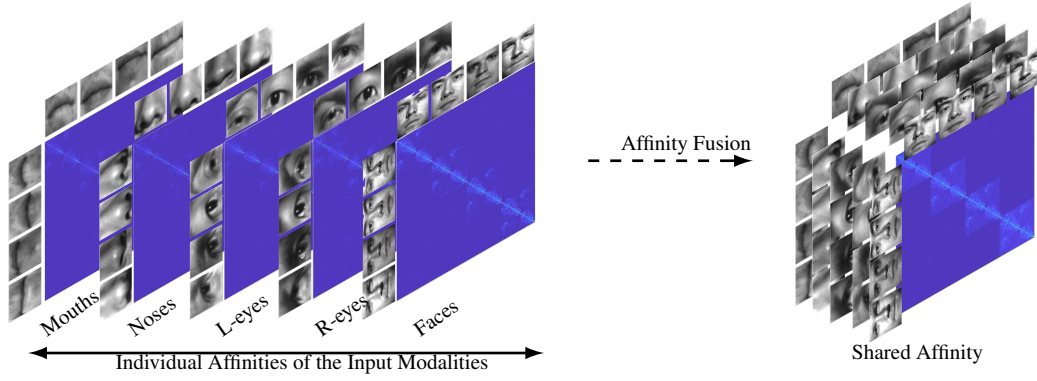 Affinity Fusion
Mouths
Noses
L-eyes
R-eyes
Faces
Individual Affinities of the Input Modalities
Shared Affinity